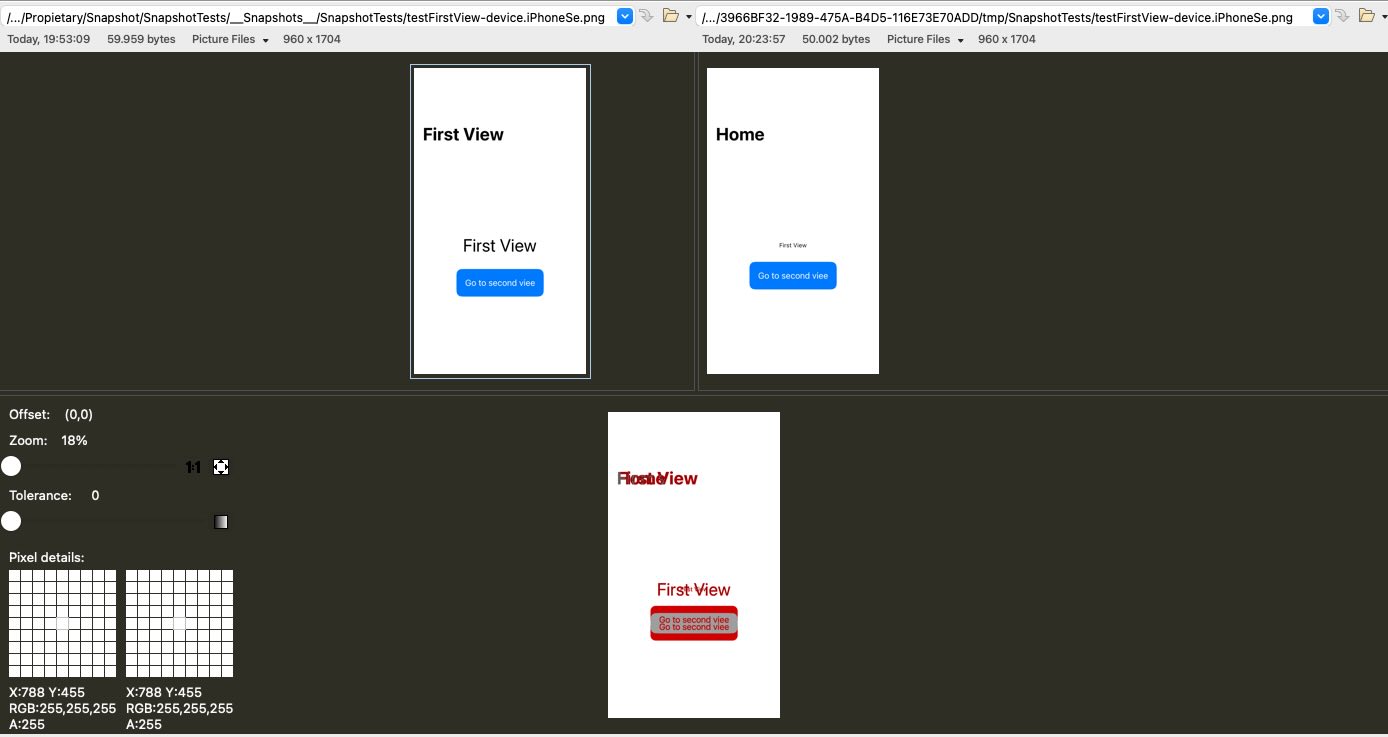 /.../Propietary/Snapshot/SnapshotTests/__Snapshots__/SnapshotTests/testFirstView-device.iPhoneSe.png
/.../3966BF32-1989-475A-B4D5-116E73E70ADD/tmp/SnapshotTests/testFirstView-device.iPhoneSe.png
Today, 19:53:09 59.959 bytes Picture Files 960 x 1704
Today, 20:23:57 50.002 bytes Picture Files 960 x 1704
First View
First View
Go to second viee
Home
First View
Go to second viee
Offset: (0,0)
Zoom: 18%
1:1
Tolerance: 0
Pixel details:
X:788 Y:455
RGB:255,255,255
A:255
X:788 Y:455
RGB:255,255,255
A:255
First View
Home
First View
First View
Go to second viee
Go to second viee